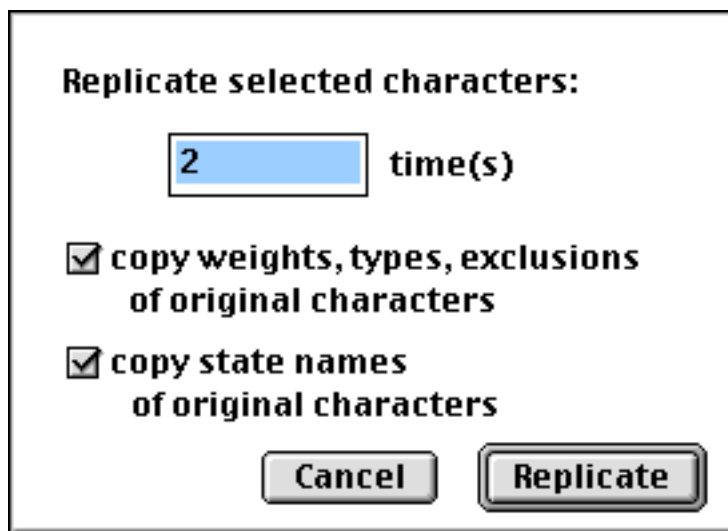 Replicate selected characters:
2 time(s)
copy weights, types, exclusions
of original characters
copy state names
of original characters
Cancel Replicate